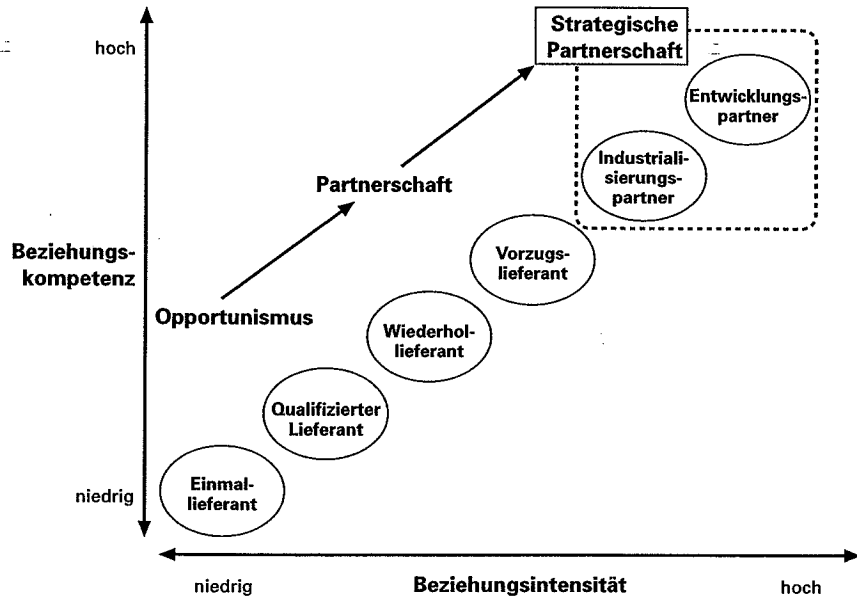 Strategische
Partnerschaft
hoch
Entwicklungs-
partner
Industriali-
sierungs-
partner
Partnerschaft
Beziehungs-
kompetenz
Vorzugs-
lieferant
Opportunismus
Wiederhol-
lieferant
Qualifizierter
Lieferant
Einmal-
lieferant
niedrig
niedrig
Beziehungsintensität
hoch